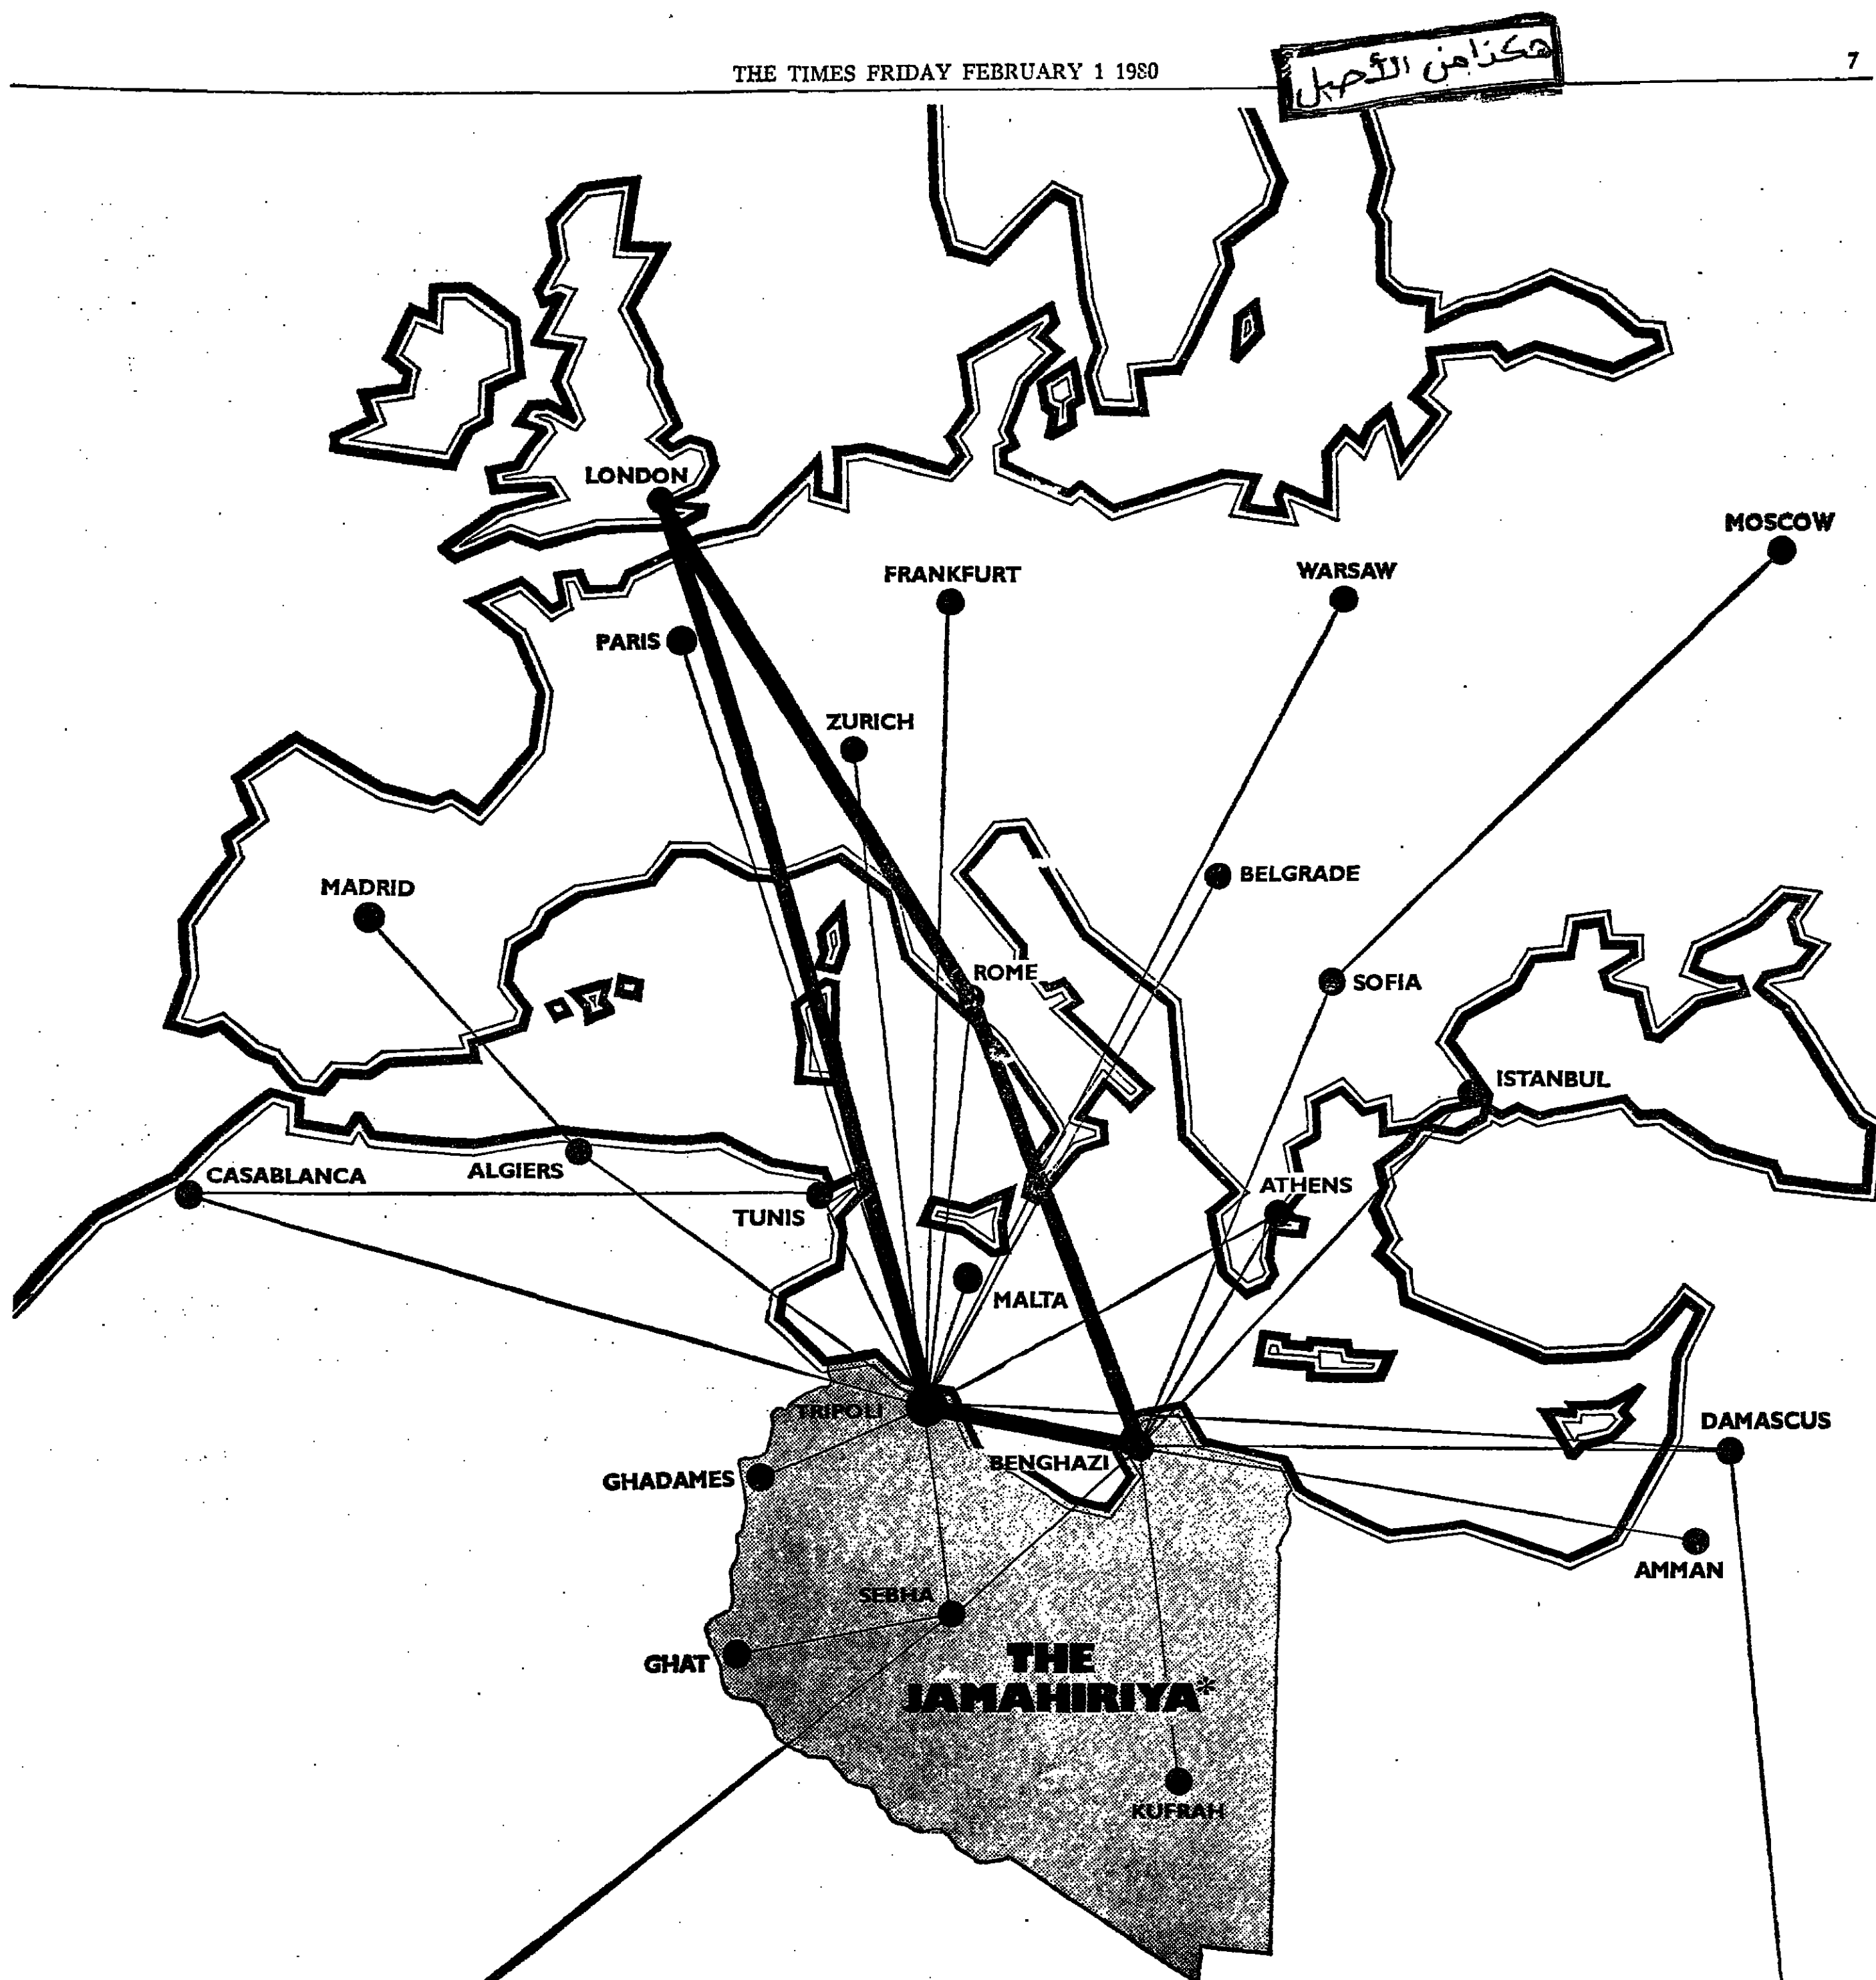 THE TIMES FRIDAY FEBRUARY 1 1980
هكذا من الأصل
7
LONDON
MOSCOW
FRANKFURT
WARSAW
PARIS
ZURICH
BELGRADE
MADRID
ROME
SOFIA
ISTANBUL
CASABLANCA
ALGIERS
ATHENS
TUNIS
MALTA
TRIPOLI
DAMASCUS
BENGHAZI
GHADAMES
AMMAN
SEBHA
GHAT
THE
JAMAHIRIYA*
KUFRAH